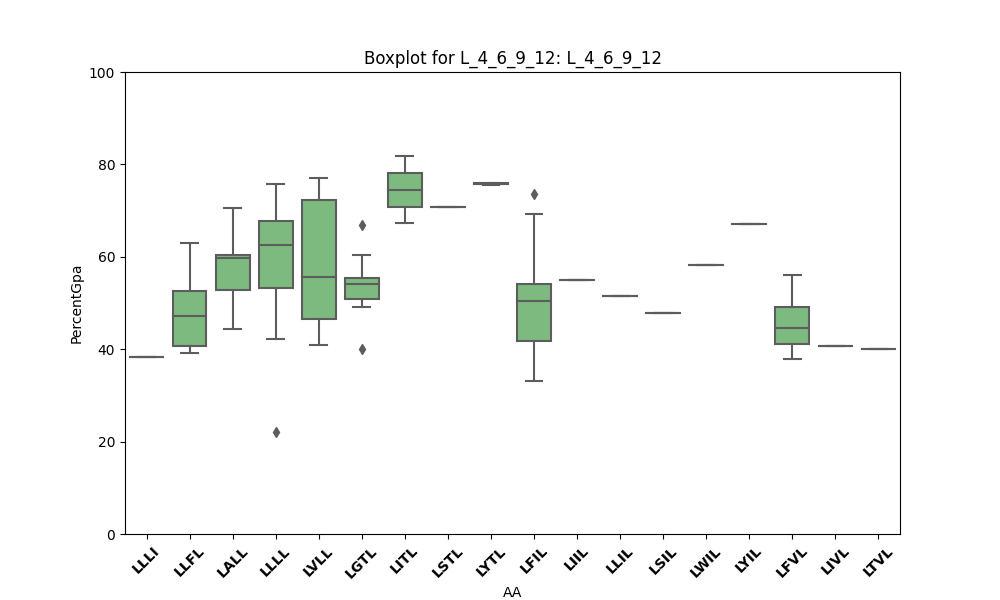 Boxplot for L_4_6_9_12: L_4_6_9_12
100
80
60
40
20
0
PercentGpa
LLLI LLFL LALL LLLL LVLL LGTL LITL LSTL LYTL LFIL LIIL LLIL LSIL LWIL LYIL LFVL LIVL LTVL
AA